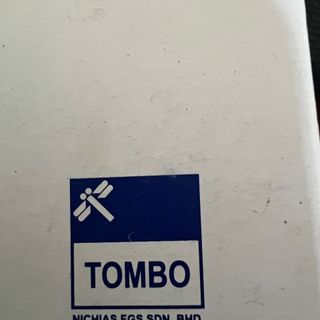 TOMBO
NICHIAS FGS SDN. BHD